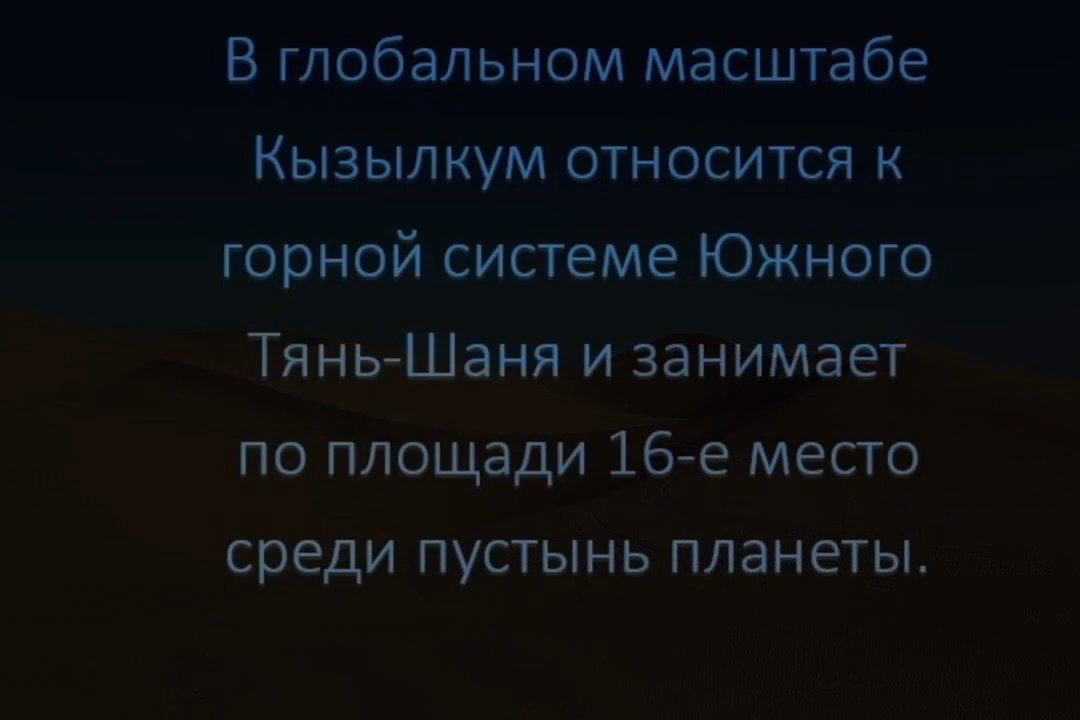 В глобальном масштабе
Кызылкум относится к
горной системе Южного
Тянь-Шаня и занимает
по площади 16-е место
среди пустынь планеты.